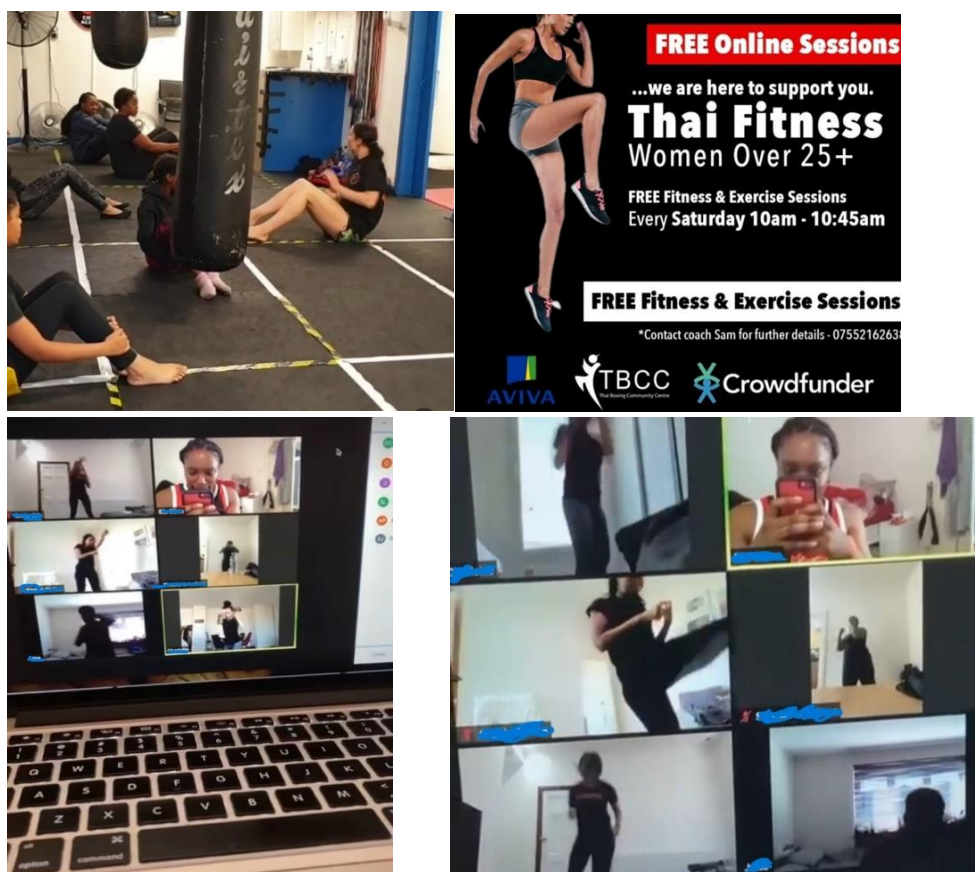 FREE Online Sessions
...we are here to support you.
Thai Fitness
Women Over 25+
FREE Fitness & Exercise Sessions
Every Saturday 10am - 10:45am
FREE Fitness & Exercise Sessions
*Contact coach Sam for further details - 0755216263
AVIVA
TBCC
Thai Boxing Community Centre
Crowdfunder
Q W E R T Y U I O
A S D F G H J K L
Z X C V B N M
option
command